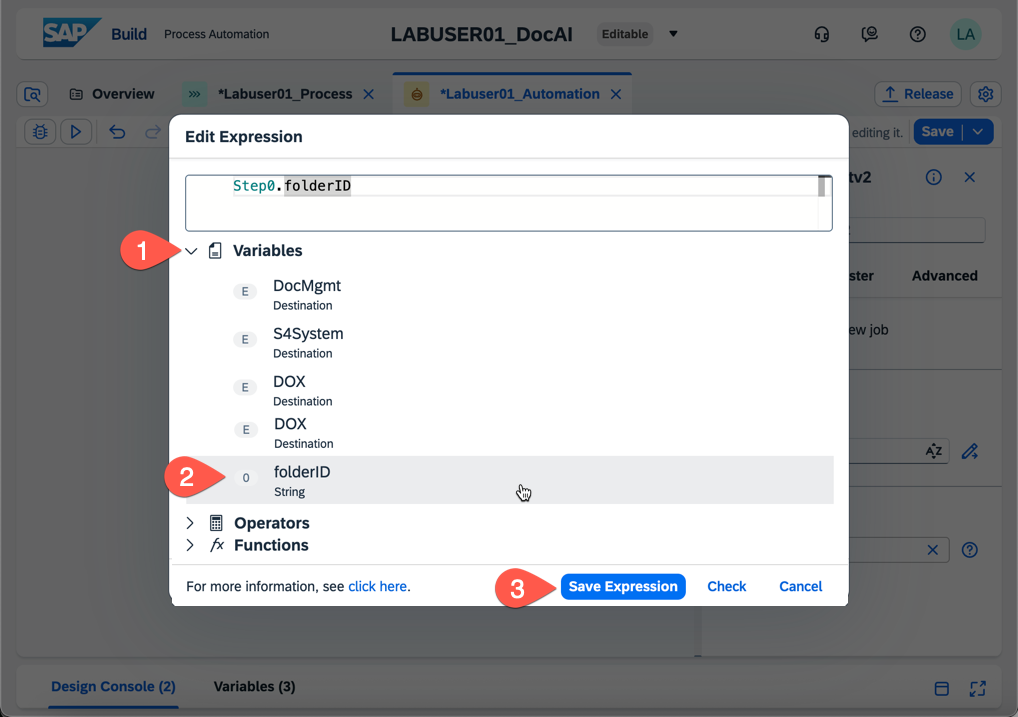 SAP Build Process Automation LABUSER01_DocAI Editable LA
Overview *Labuser01_Process *Labuser01_Automation Release
editing it. Save
Edit Expression
tv2
Step0.folderID
1 Variables
E DocMgmt
Destination
ster Advanced
E S4System
Destination
ew job
E DOX
Destination
E DOX
Destination
2 0 folderID
String
Operators
fx Functions
For more information, see click here. 3 Save Expression Check Cancel
Design Console (2) Variables (3)